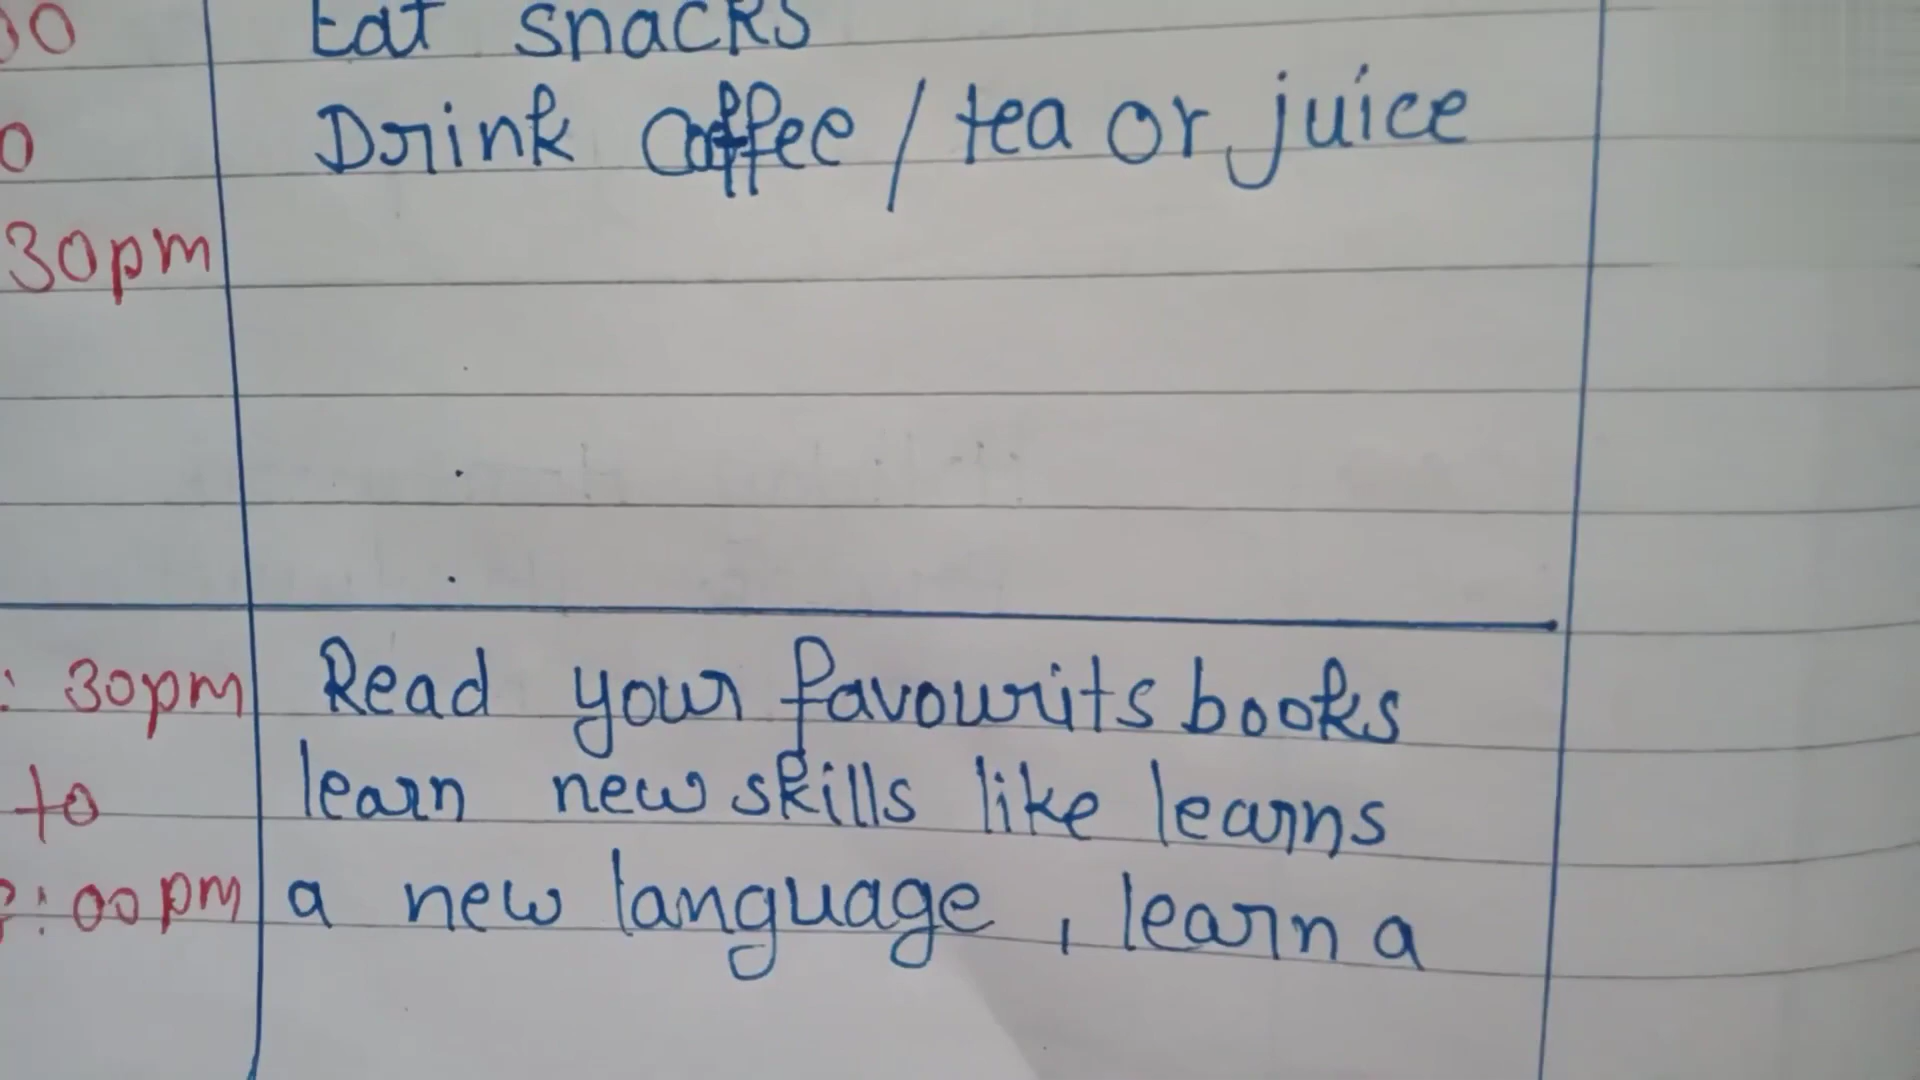 Eat snacks
Drink Coffee / tea or juice
30pm
: 30pm Read your favourits books
to learn new skills like learns
:00pm a new language, learn a